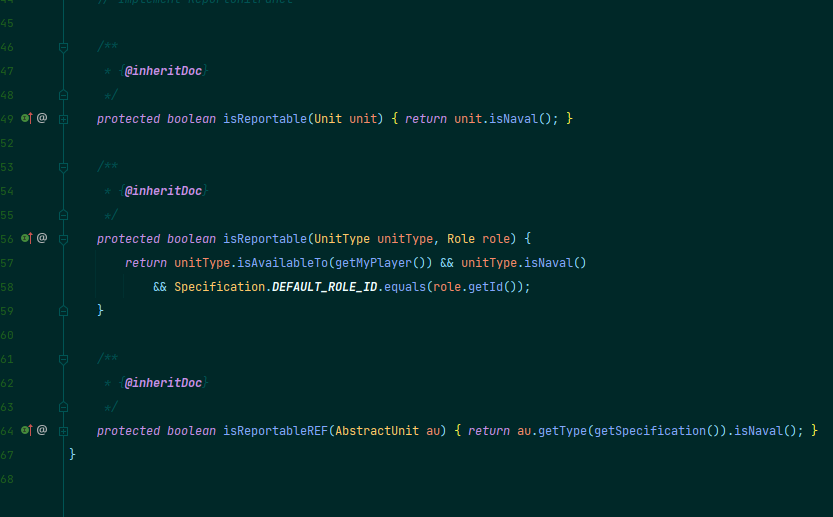 44 // Implement ReportUnitPanel
45
46 /**
47 * {@inheritDoc}
48 */
49 @ protected boolean isReportable(Unit unit) { return unit.isNaval(); }
52
53 /**
54 * {@inheritDoc}
55 */
56 @ protected boolean isReportable(UnitType unitType, Role role) {
57 return unitType.isAvailableTo(getMyPlayer()) && unitType.isNaval()
58 && Specification.DEFAULT_ROLE_ID.equals(role.getId());
59 }
60
61 /**
62 * {@inheritDoc}
63 */
64 @ protected boolean isReportableREF(AbstractUnit au) { return au.getType(getSpecification()).isNaval(); }
67 }
68